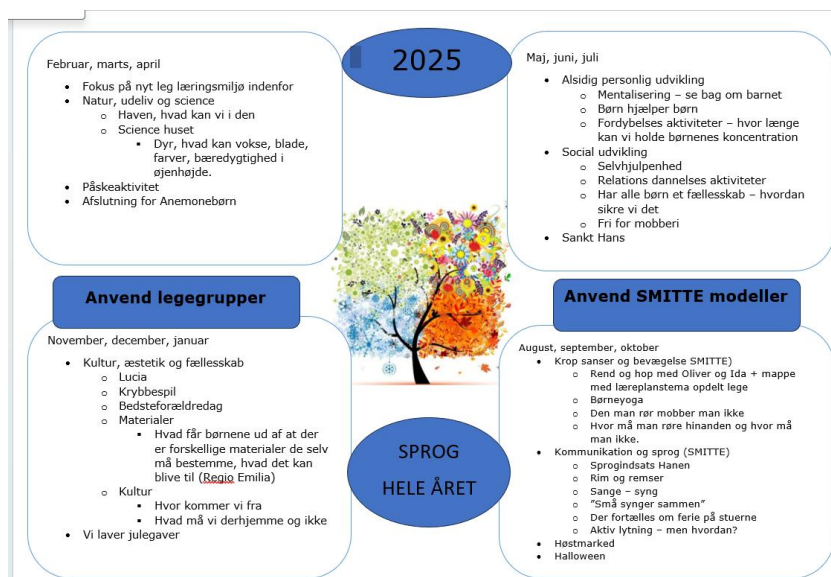 2025
Februar, marts, april
• Fokus på nyt leg læringsmiljø indenfor
• Natur, udeliv og science
o Haven, hvad kan vi i den
o Science huset
▪ Dyr, hvad kan vokse, blade,
farver, bæredygtighed i
øjenhøjde.
• Påskeaktivitet
• Afslutning for Anemonebørn
Maj, juni, juli
• Alsidig personlig udvikling
o Mentalisering – se bag om barnet
o Børn hjælper børn
o Fordybelses aktiviteter – hvor længe
kan vi holde børnenes koncentration
• Social udvikling
o Selvhjulpenhed
o Relations dannelses aktiviteter
o Har alle børn et fællesskab – hvordan
sikre vi det
o Fri for mobberi
• Sankt Hans
Anvend legegrupper
Anvend SMITTE modeller
November, december, januar
• Kultur, æstetik og fællesskab
o Lucia
o Krybbespil
o Bedsteforældredag
o Materialer
▪ Hvad får børnene ud af at der
er forskellige materialer de selv
må bestemme, hvad det kan
blive til (Regio Emilia)
o Kultur
▪ Hvor kommer vi fra
▪ Hvad må vi derhjemme og ikke
• Vi laver julegaver
August, september, oktober
• Krop sanser og bevægelse SMITTE)
o Rend og hop med Oliver og Ida + mappe
med læreplanstema opdelt lege
o Børneyoga
o Den man rør mobber man ikke
o Hvor må man røre hinanden og hvor må
man ikke.
• Kommunikation og sprog (SMITTE)
o Sprogindsats Hanen
o Rim og remser
o Sange – syng
o "Små synger sammen"
o Der fortælles om ferie på stuerne
o Aktiv lytning – men hvordan?
• Høstmarked
• Halloween
SPROG
HELE ÅRET